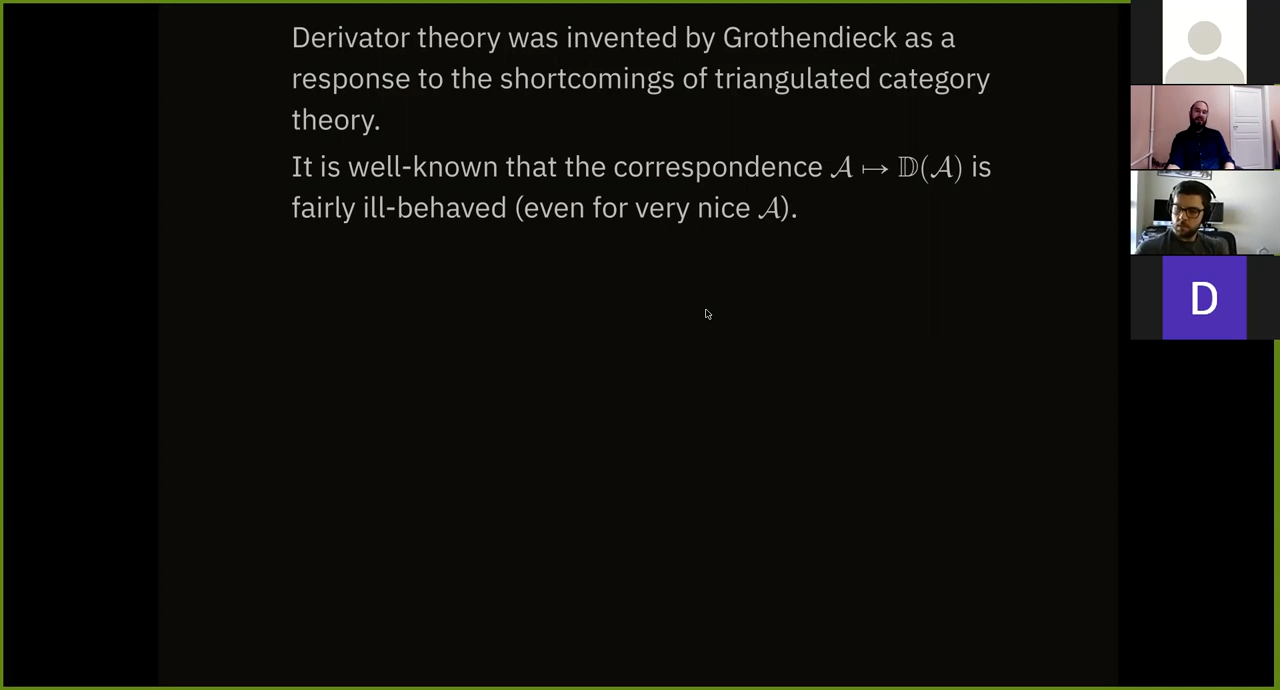 Derivator theory was invented by Grothendieck as a
response to the shortcomings of triangulated category
theory.
It is well-known that the correspondence 𝒜 ↦ 𝔻(𝒜) is
fairly ill-behaved (even for very nice 𝒜).
D